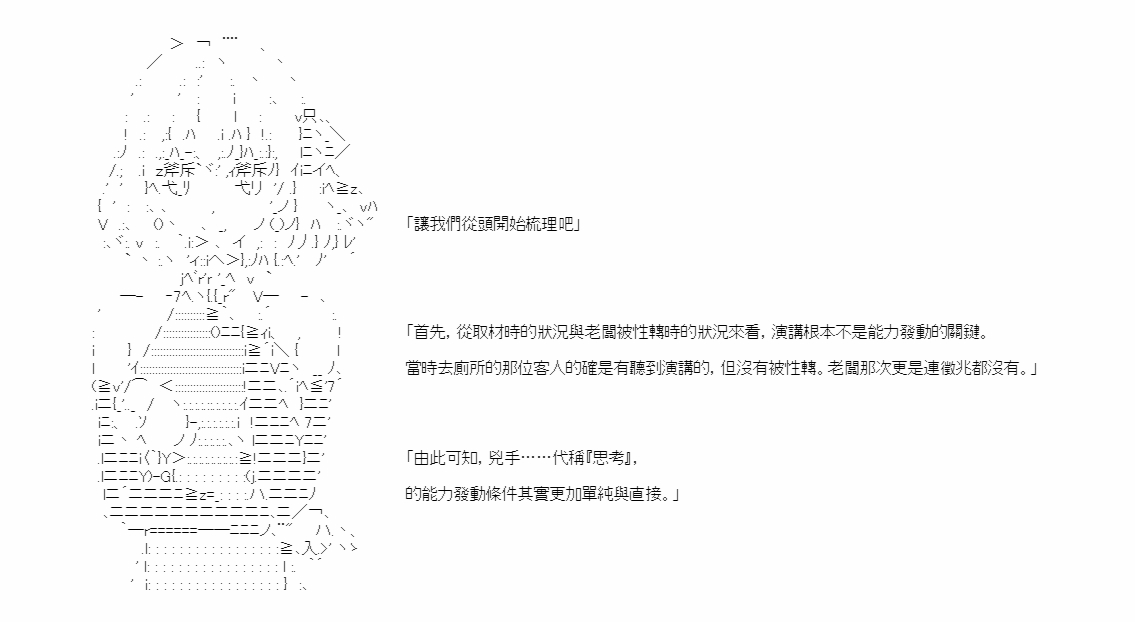 「讓我們從頭開始梳理吧」
「首先，從取材時的狀況與老闆被性轉時的狀況來看，演講根本不是能力發動的關鍵。
當時去廁所的那位客人的確是有聽到演講的，但沒有被性轉。老闆那次更是連徵兆都沒有。」
「由此可知，兇手……代稱『思考』，
的能力發動條件其實更加單純與直接。」